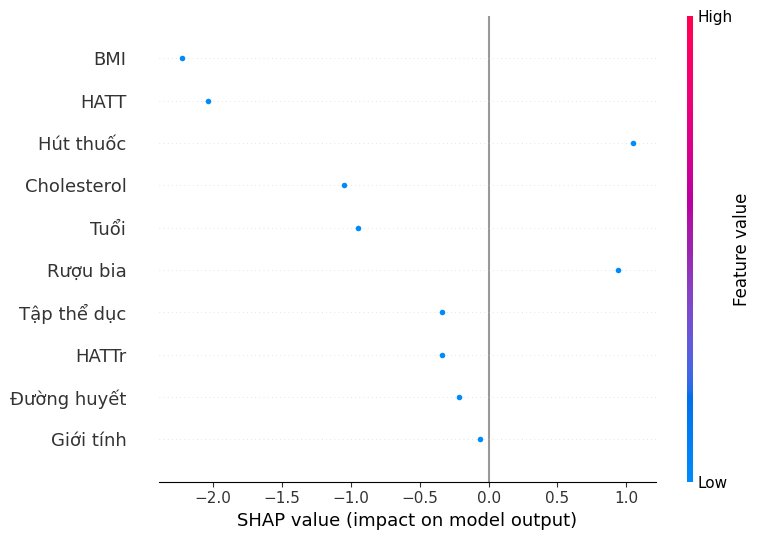 High
BMI
HATT
Hút thuốc
Cholesterol
Tuổi
Rượu bia
Tập thể dục
HATTr
Đường huyết
Giới tính
Feature value
Low
−2.0 −1.5 −1.0 −0.5 0.0 0.5 1.0
SHAP value (impact on model output)